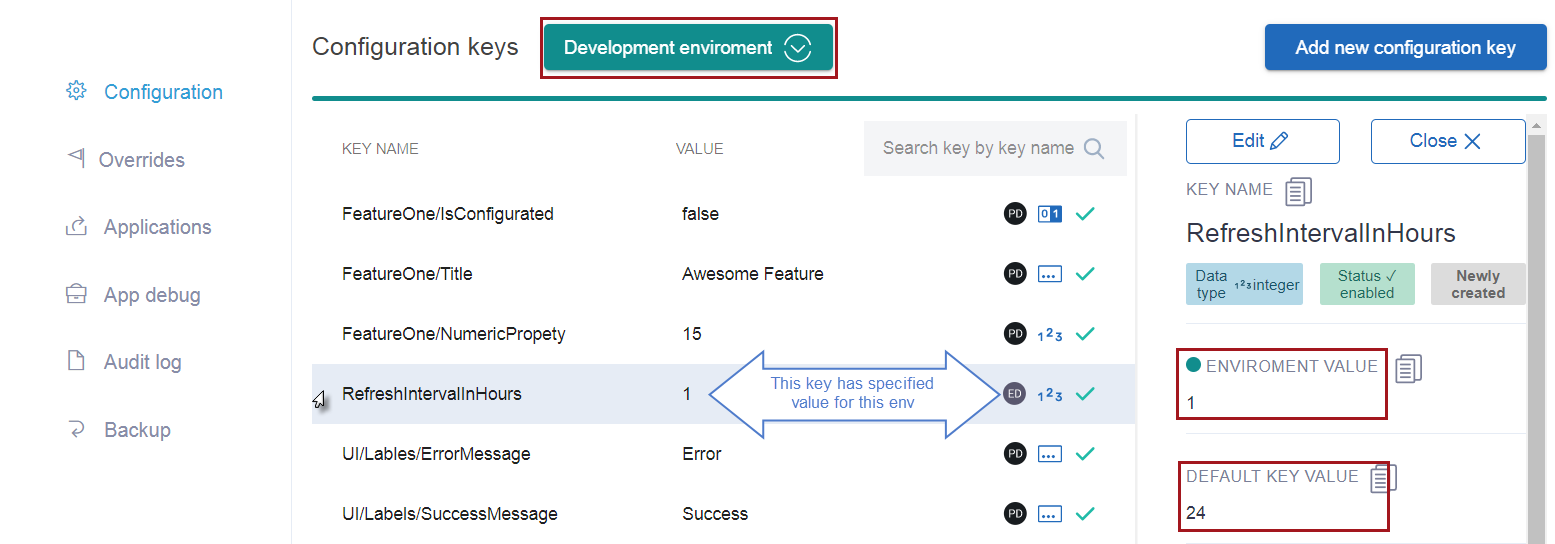 Configuration keys
Development enviroment
Add new configuration key
Configuration
Overrides
Applications
App debug
Audit log
Backup
KEY NAME
VALUE
Search key by key name
FeatureOne/IsConfigurated
false
PD
0 1
FeatureOne/Title
Awesome Feature
PD
...
FeatureOne/NumericPropety
15
PD
123
RefreshIntervalInHours
1
This key has specified
value for this env
ED
123
UI/Lables/ErrorMessage
Error
PD
...
UI/Labels/SuccessMessage
Success
PD
...
Edit
Close
KEY NAME
RefreshIntervalInHours
Data
type
123 integer
Status ✓
enabled
Newly
created
ENVIROMENT VALUE
1
DEFAULT KEY VALUE
24